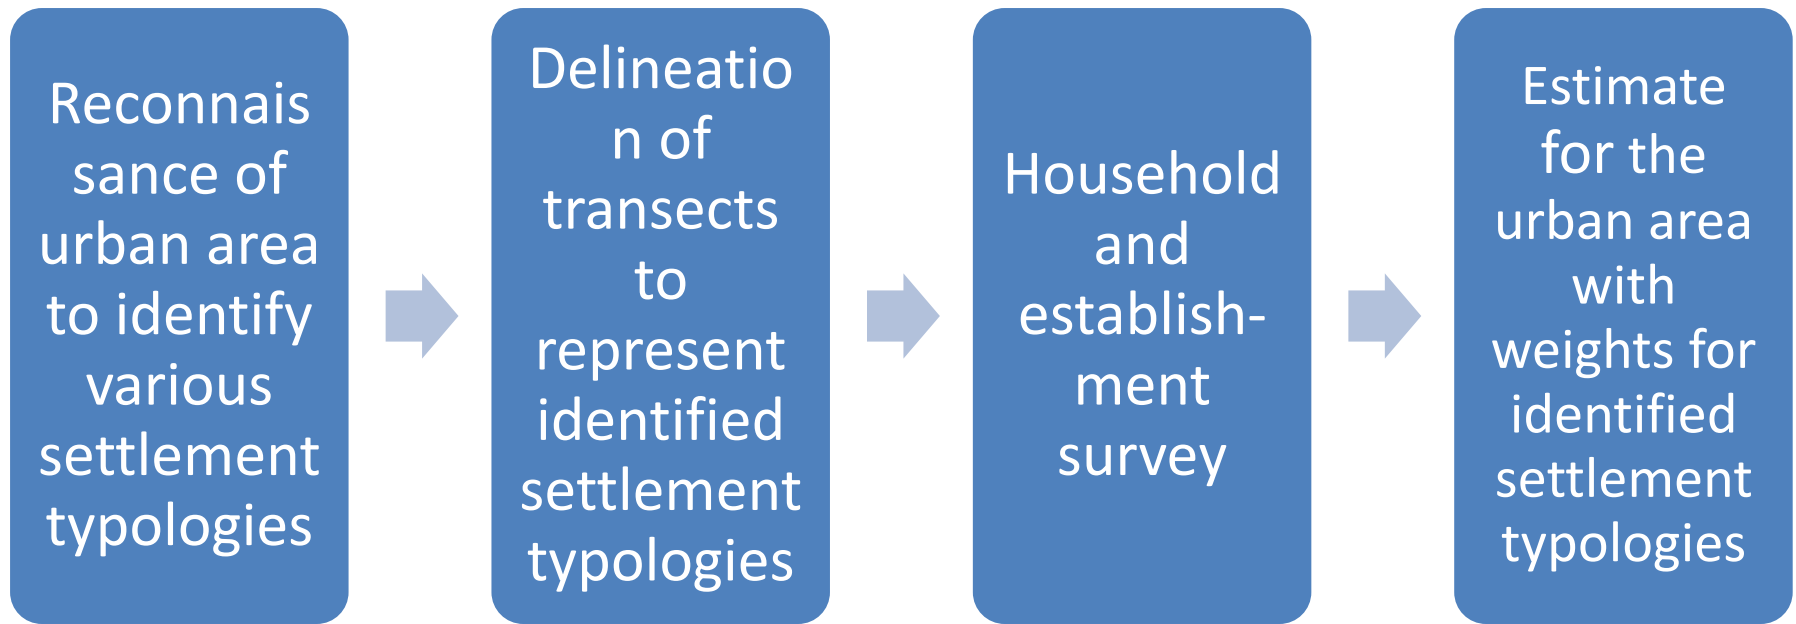 Reconnais
sance of
urban area
to identify
various
settlement
typologies
Delineatio
n of
transects
to
represent
identified
settlement
typologies
Household
and
establish-
ment
survey
Estimate
for the
urban area
with
weights for
identified
settlement
typologies